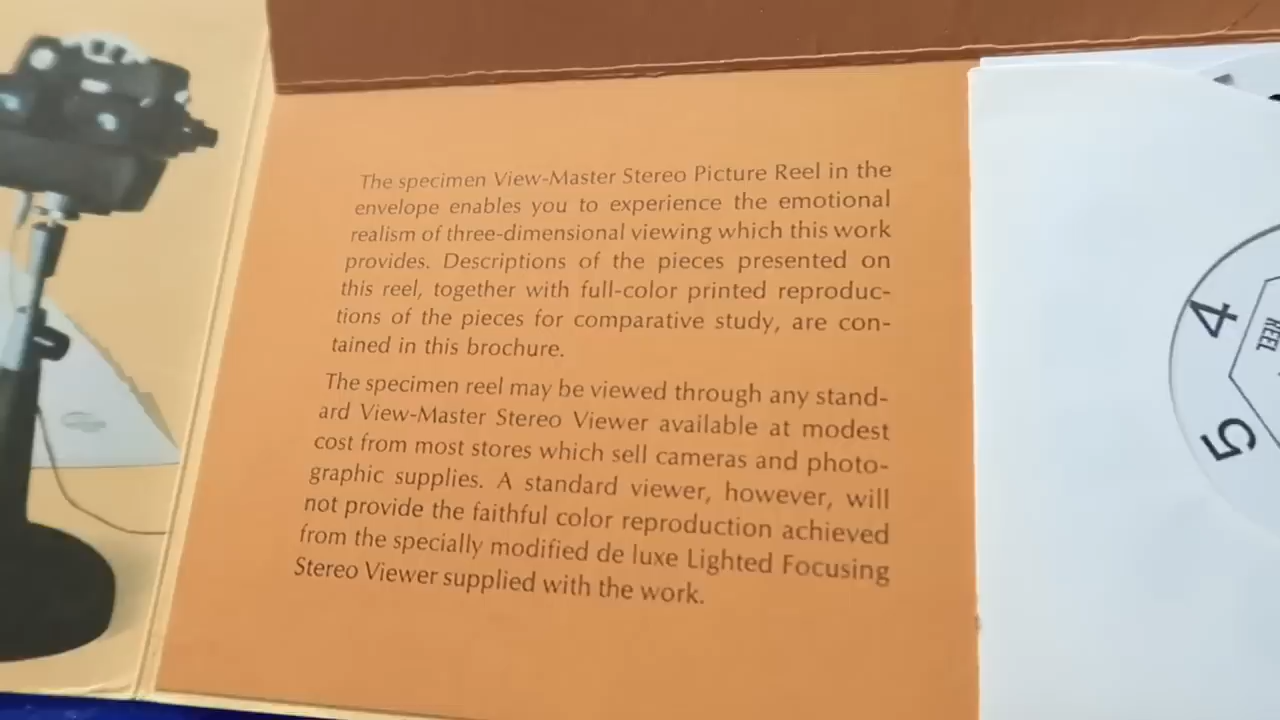 The specimen View-Master Stereo Picture Reel in the
envelope enables you to experience the emotional
realism of three-dimensional viewing which this work
provides. Descriptions of the pieces presented on
this reel, together with full-color printed reproduc-
tions of the pieces for comparative study, are con-
tained in this brochure.
The specimen reel may be viewed through any stand-
ard View-Master Stereo Viewer available at modest
cost from most stores which sell cameras and photo-
graphic supplies. A standard viewer, however, will
not provide the faithful color reproduction achieved
from the specially modified de luxe Lighted Focusing
Stereo Viewer supplied with the work.
4
REEL
5